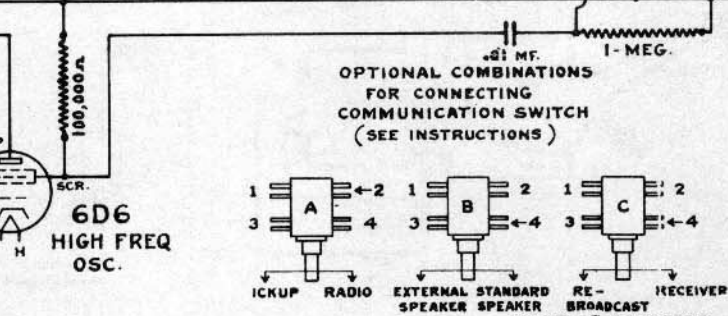 .01 MF.
1-MEG.
100,000Ω
OPTIONAL COMBINATIONS
FOR CONNECTING
COMMUNICATION SWITCH
(SEE INSTRUCTIONS)
SCR.
6D6
HIGH FREQ
OSC.
H
1 A ←2
3 4
1 B 2
3 ←4
1 C 2
3 ←4
ICKUP RADIO
EXTERNAL STANDARD
SPEAKER SPEAKER
RE- RECEIVER
BROADCAST